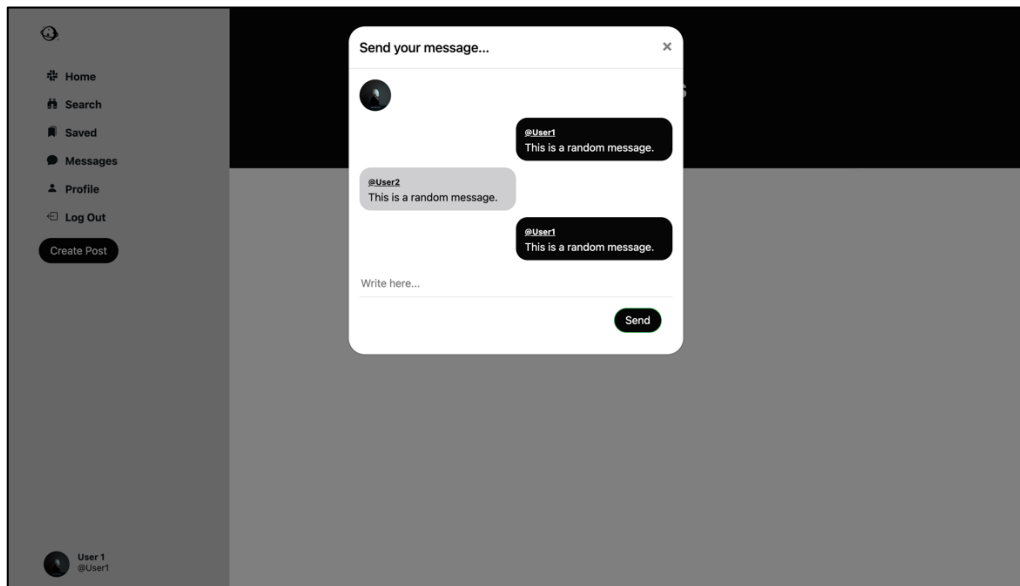 Home
Search
Saved
Messages
Profile
Log Out
Create Post
User 1
@User1
Send your message...
×
@User1
This is a random message.
@User2
This is a random message.
@User1
This is a random message.
Write here...
Send